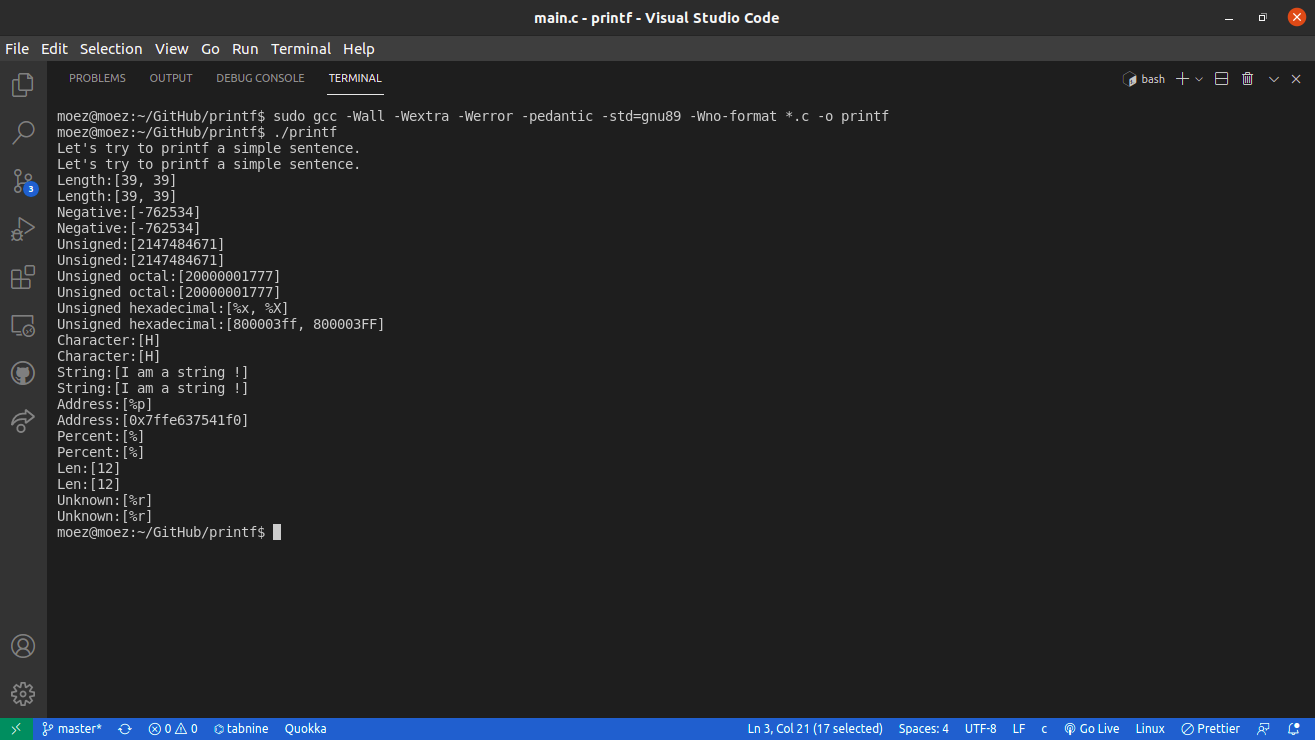 main.c - printf - Visual Studio Code
File Edit Selection View Go Run Terminal Help
PROBLEMS OUTPUT DEBUG CONSOLE TERMINAL bash
moez@moez:~/GitHub/printf$ sudo gcc -Wall -Wextra -Werror -pedantic -std=gnu89 -Wno-format *.c -o printf
moez@moez:~/GitHub/printf$ ./printf
Let's try to printf a simple sentence.
Let's try to printf a simple sentence.
Length:[39, 39]
Length:[39, 39]
Negative:[-762534]
Negative:[-762534]
Unsigned:[2147484671]
Unsigned:[2147484671]
Unsigned octal:[20000001777]
Unsigned octal:[20000001777]
Unsigned hexadecimal:[%x, %X]
Unsigned hexadecimal:[800003ff, 800003FF]
Character:[H]
Character:[H]
String:[I am a string !]
String:[I am a string !]
Address:[%p]
Address:[0x7ffe637541f0]
Percent:[%]
Percent:[%]
Len:[12]
Len:[12]
Unknown:[%r]
Unknown:[%r]
moez@moez:~/GitHub/printf$
3
master* 0 0 tabnine Quokka Ln 3, Col 21 (17 selected) Spaces: 4 UTF-8 LF c Go Live Linux Prettier